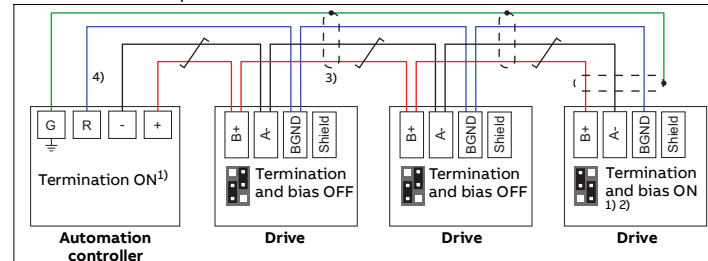 4)
3)
G
R
-
+
B+
A-
BGND
Shield
B+
A-
BGND
Shield
B+
A-
BGND
Shield
Termination ON1)
Termination
and bias OFF
Termination
and bias OFF
Termination
and bias ON
1) 2)
Automation
controller
Drive
Drive
Drive